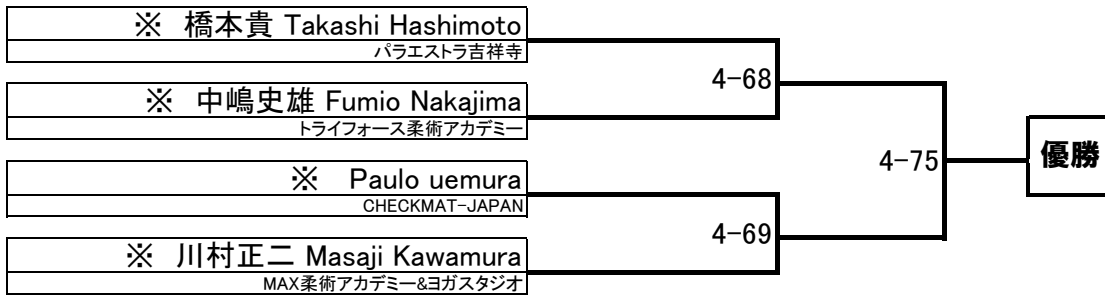 ※ 橋本貴 Takashi Hashimoto
パラエストラ吉祥寺
4-68
※ 中嶋史雄 Fumio Nakajima
トライフォース柔術アカデミー
4-75
優勝
※ Paulo uemura
CHECKMAT-JAPAN
4-69
※ 川村正二 Masaji Kawamura
MAX柔術アカデミー&ヨガスタジオ